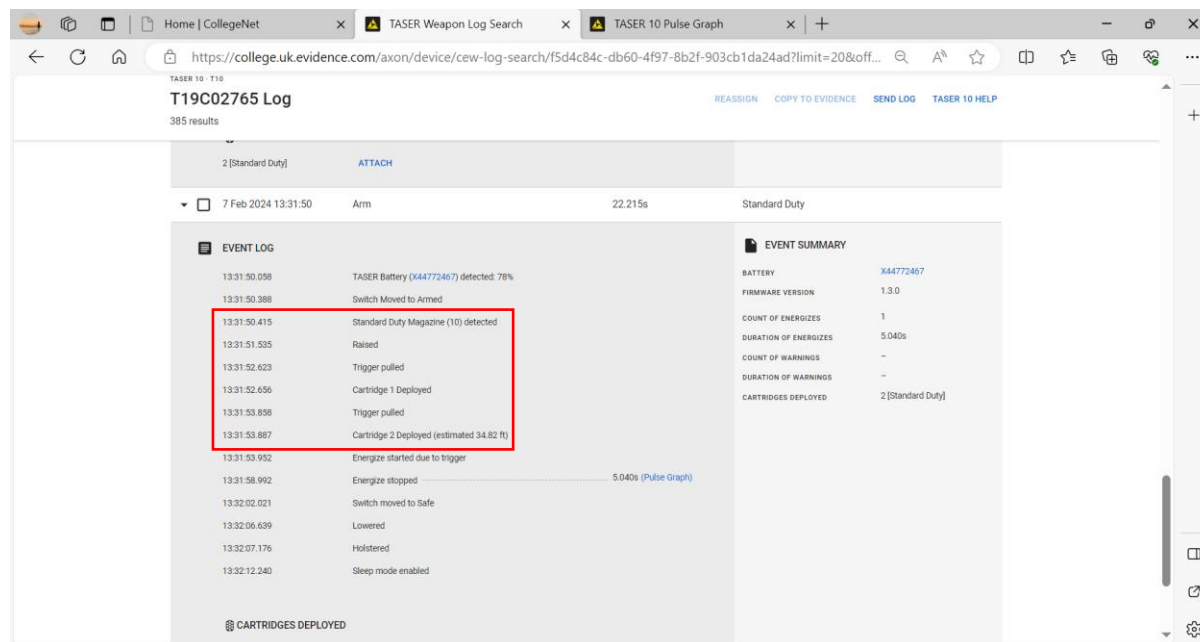 Home | CollegeNet
TASER Weapon Log Search
TASER 10 Pulse Graph
https://college.uk.evidence.com/axon/device/cew-log-search/f5d4c84c-db60-4f97-8b2f-903cb1da24ad?limit=20&off...
TASER 10 · T10
T19C02765 Log
REASSIGN COPY TO EVIDENCE SEND LOG TASER 10 HELP
385 results
2 [Standard Duty] ATTACH
7 Feb 2024 13:31:50 Arm 22.215s Standard Duty
EVENT LOG
13:31:50.058 TASER Battery (X44772467) detected: 78%
13:31:50.388 Switch Moved to Armed
13:31:50.415 Standard Duty Magazine (10) detected
13:31:51.535 Raised
13:31:52.623 Trigger pulled
13:31:52.656 Cartridge 1 Deployed
13:31:53.858 Trigger pulled
13:31:53.887 Cartridge 2 Deployed (estimated 34.82 ft)
13:31:53.952 Energize started due to trigger
13:31:58.992 Energize stopped 5.040s (Pulse Graph)
13:32:02.021 Switch moved to Safe
13:32:06.639 Lowered
13:32:07.176 Holstered
13:32:12.240 Sleep mode enabled
EVENT SUMMARY
BATTERY X44772467
FIRMWARE VERSION 1.3.0
COUNT OF ENERGIZES 1
DURATION OF ENERGIZES 5.040s
COUNT OF WARNINGS –
DURATION OF WARNINGS –
CARTRIDGES DEPLOYED 2 [Standard Duty]
CARTRIDGES DEPLOYED